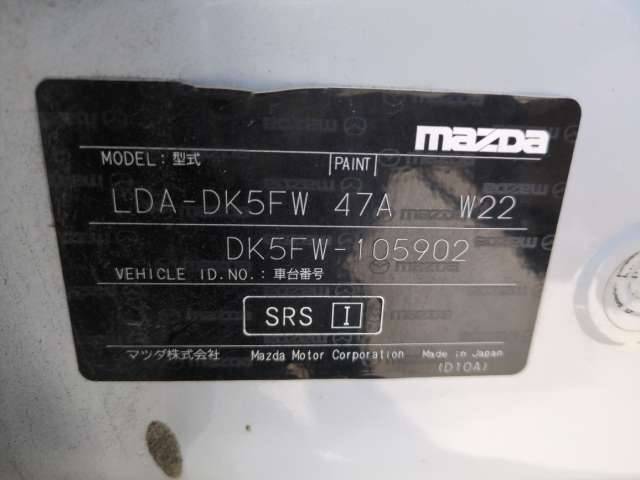 mazda
MODEL : 型式 PAINT
LDA-DK5FW 47A W22
DK5FW-105902
VEHICLE ID.NO.: 車台番号
SRS I
マツダ株式会社 Mazda Motor Corporation Made in Japan
(D10A)